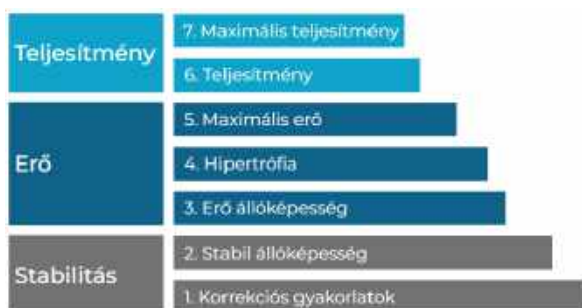 Teljesítmény
7. Maximális teljesítmény
6. Teljesítmény
Erő
5. Maximális erő
4. Hipertrófia
3. Erő állóképesség
Stabilitás
2. Stabil állóképesség
1. Korrekciós gyakorlatok